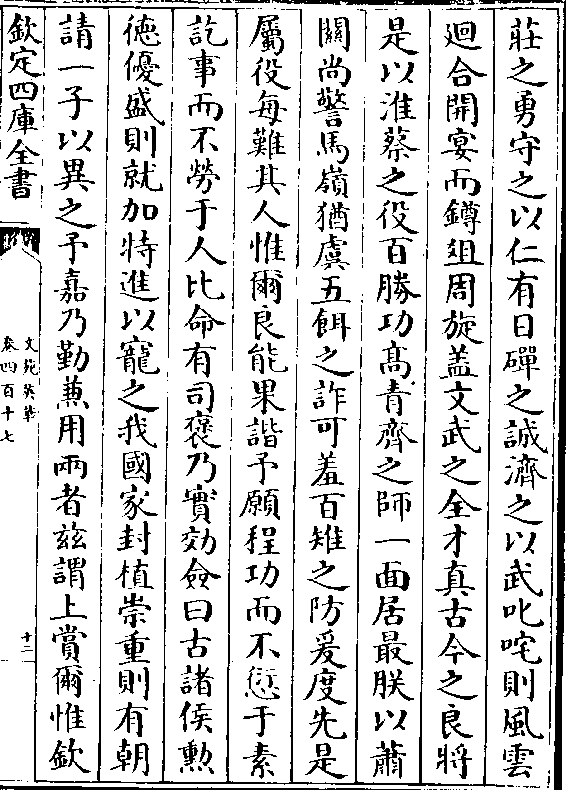 莊之勇守之以仁有日磾之誠濟之以武叱咤則風雲
迴合開宴而鐏俎周旋盖文武之全才真古今之良將
是以淮蔡之役百勝功髙青齊之師一面居最朕以蕭
關尚警馬嶺猶虞五餌之詐可羞百雉之防爰度先是
屬役每難其人惟爾良能果諧予願程功而不愆于素
訖事而不勞于人比命有司褒乃實効僉曰古諸侯勲
徳優盛則就加特進以寵之我國家封植崇重則有朝
請一子以異之予嘉乃勤兼用兩者兹謂上賞爾惟欽
欽定四庫全書
文苑英華
卷四百十七
十二